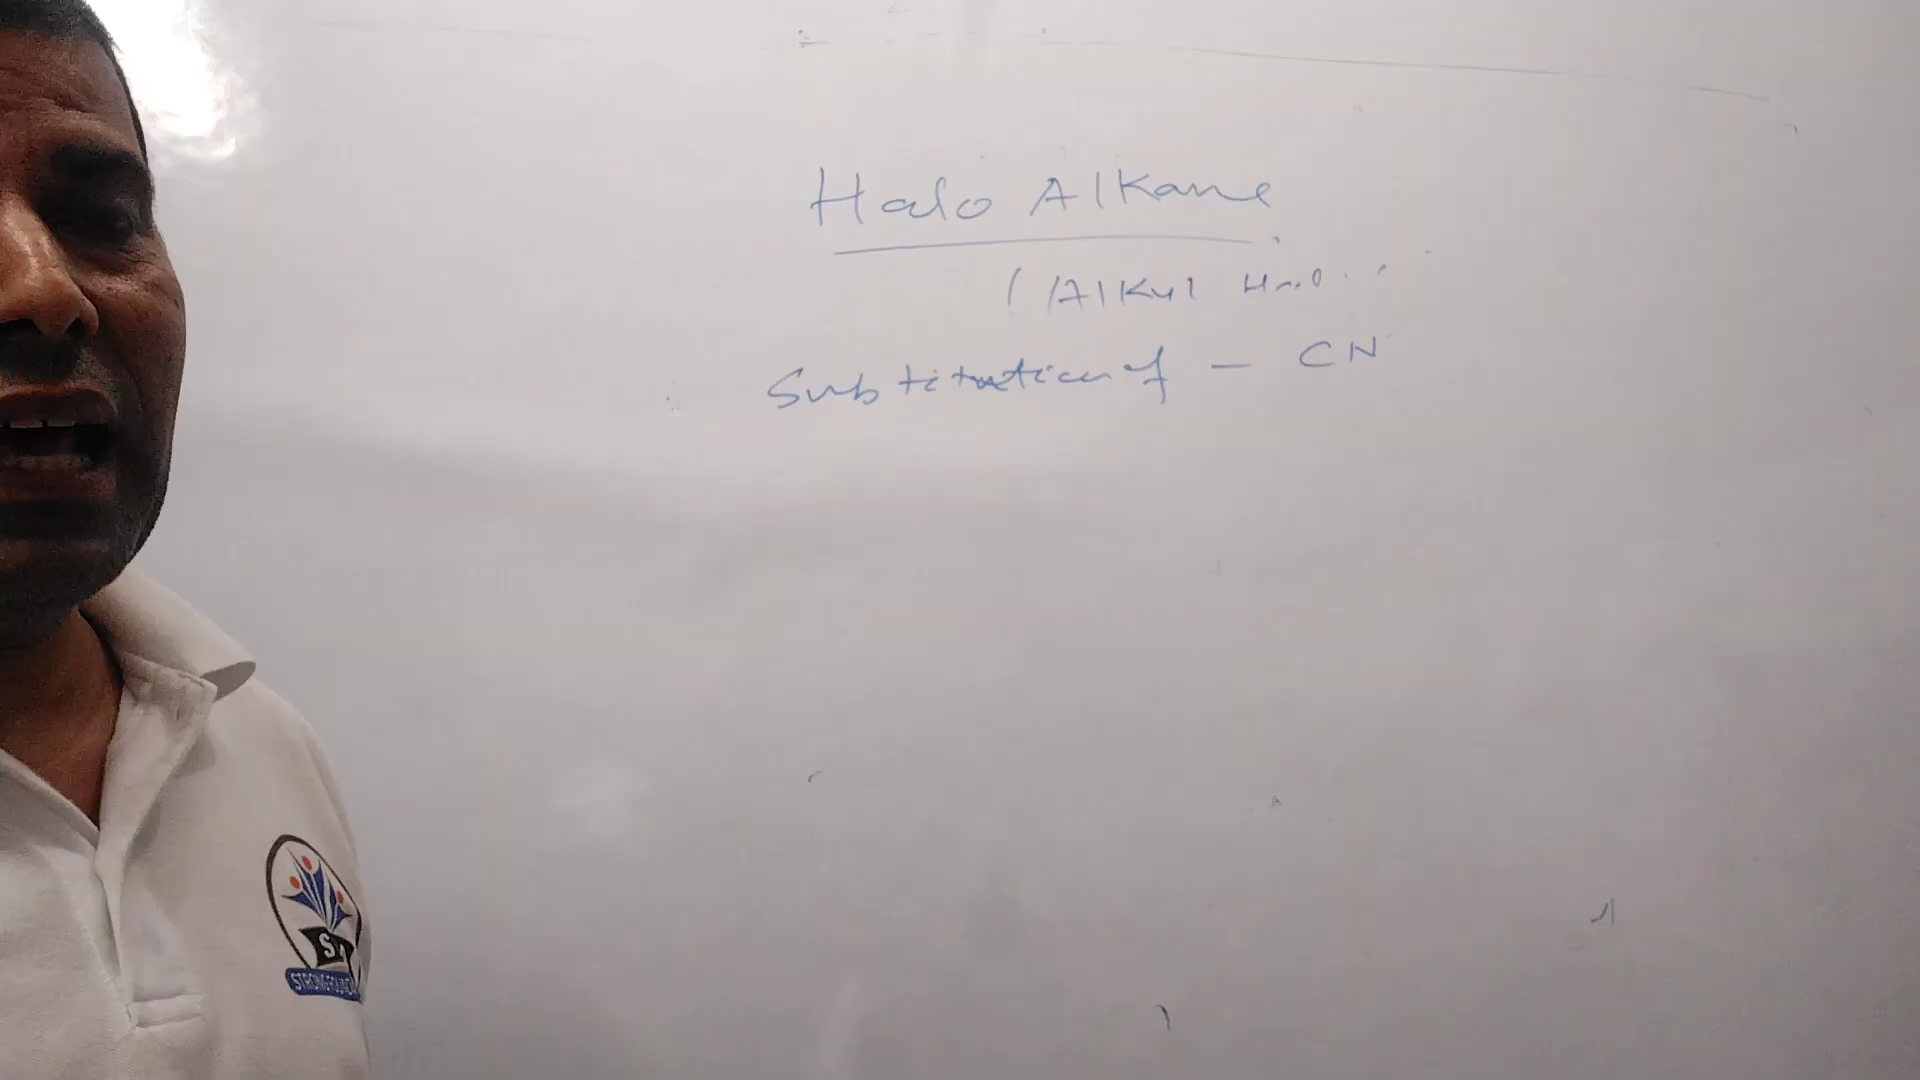 Halo Alkane
(Alkyl
Substitution of - CN
S